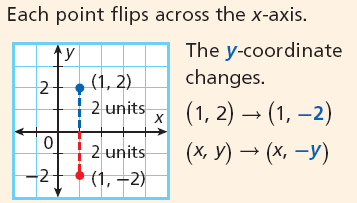 Each point flips across the x-axis.
y
2
(1, 2)
2 units
x
0
2 units
−2
(1, −2)
The y-coordinate
changes.
(1, 2) → (1, −2)
(x, y) → (x, −y)